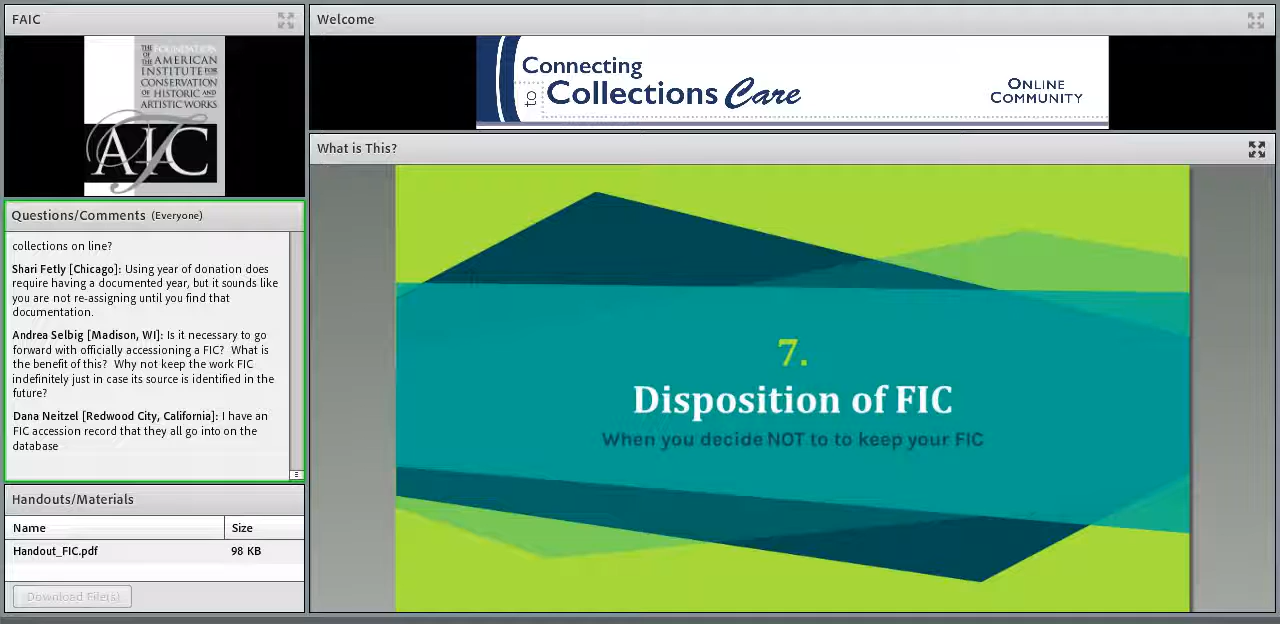 FAIC
THE FOUNDATION
OF THE AMERICAN
INSTITUTE FOR
CONSERVATION
OF HISTORIC AND
ARTISTIC WORKS
AIC
Questions/Comments (Everyone)
collections on line?
Shari Fetly [Chicago]: Using year of donation does
require having a documented year, but it sounds like
you are not re-assigning until you find that
documentation.
Andrea Selbig [Madison, WI]: Is it necessary to go
forward with officially accessioning a FIC? What is
the benefit of this? Why not keep the work FIC
indefinitely just in case its source is identified in the
future?
Dana Neitzel [Redwood City, California]: I have an
FIC accession record that they all go into on the
database
Handouts/Materials
Name Size
Handout_FIC.pdf 98 KB
Download File(s)
Welcome
Connecting
to Collections Care
ONLINE
COMMUNITY
What is This?
7.
Disposition of FIC
When you decide NOT to to keep your FIC